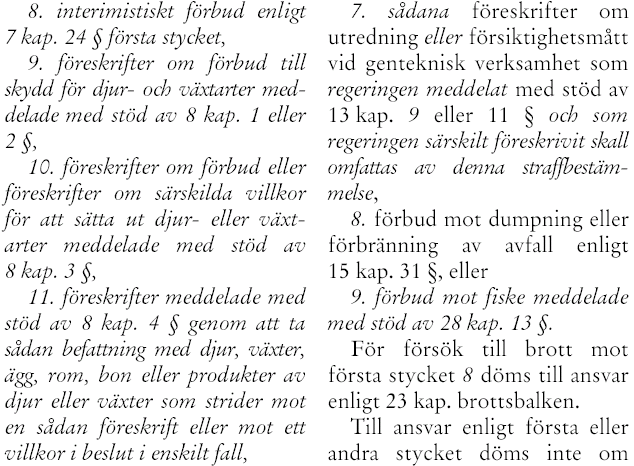 8. interimistiskt förbud enligt
7 kap. 24 § första stycket,
9. föreskrifter om förbud till
skydd för djur- och växtarter med-
delade med stöd av 8 kap. 1 eller
2 §,
10. föreskrifter om förbud eller
föreskrifter om särskilda villkor
för att sätta ut djur- eller växt-
arter meddelade med stöd av
8 kap. 3 §,
11. föreskrifter meddelade med
stöd av 8 kap. 4 § genom att ta
sådan befattning med djur, växter,
ägg, rom, bon eller produkter av
djur eller växter som strider mot
en sådan föreskrift eller mot ett
villkor i beslut i enskilt fall,
7. sådana föreskrifter om
utredning eller försiktighetsmått
vid genteknisk verksamhet som
regeringen meddelat med stöd av
13 kap. 9 eller 11 § och som
regeringen särskilt föreskrivit skall
omfattas av denna straffbestäm-
melse,
8. förbud mot dumpning eller
förbränning av avfall enligt
15 kap. 31 §, eller
9. förbud mot fiske meddelade
med stöd av 28 kap. 13 §.
För försök till brott mot
första stycket 8 döms till ansvar
enligt 23 kap. brottsbalken.
Till ansvar enligt första eller
andra stycket döms inte om